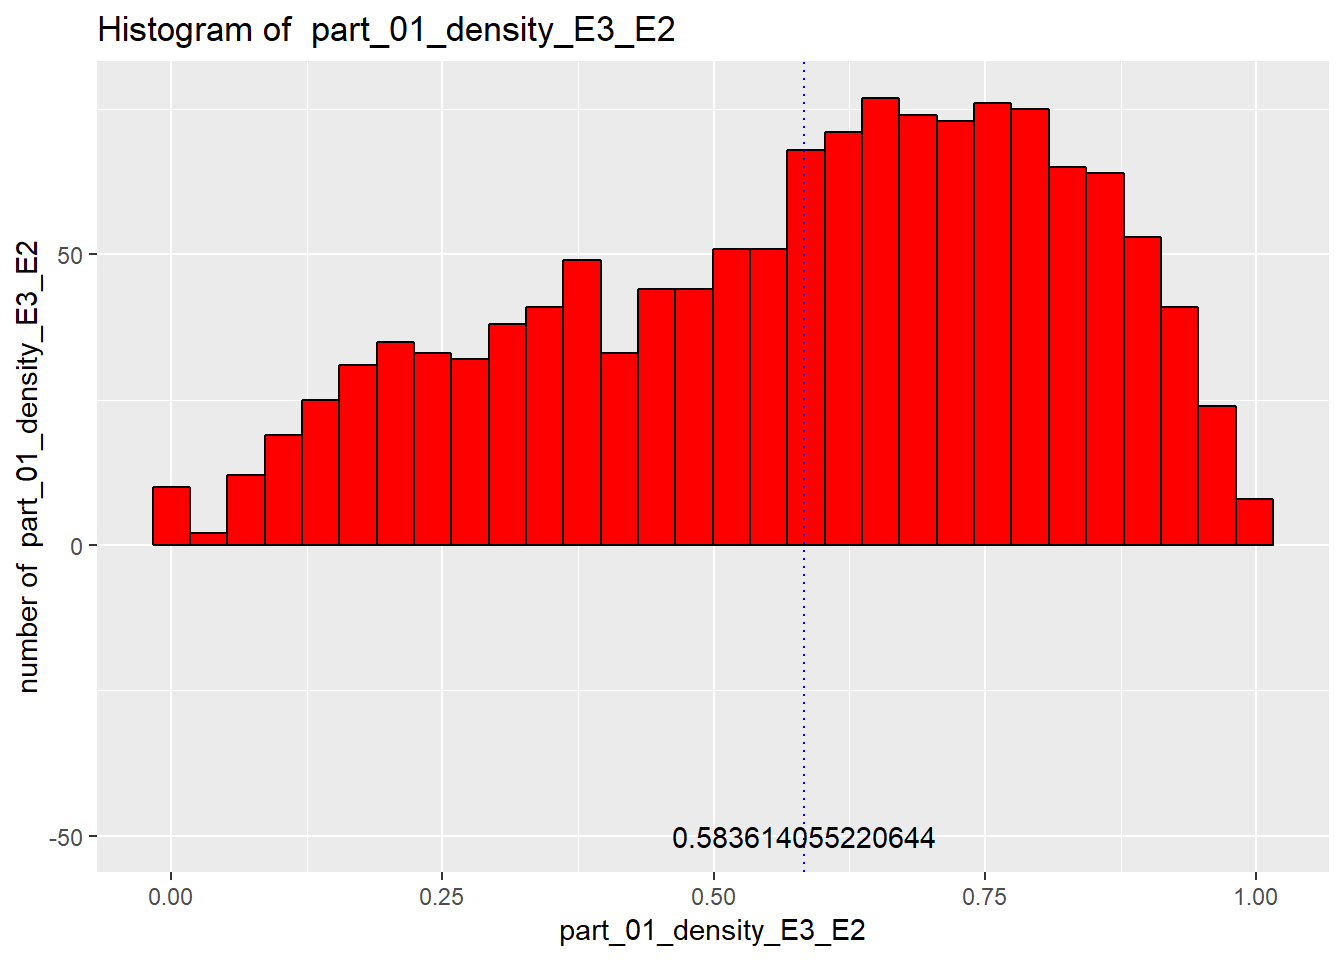 Histogram of  part_01_density_E3_E2
number of  part_01_density_E3_E2
50
0
-50
0.583614055220644
0.00 0.25 0.50 0.75 1.00
part_01_density_E3_E2